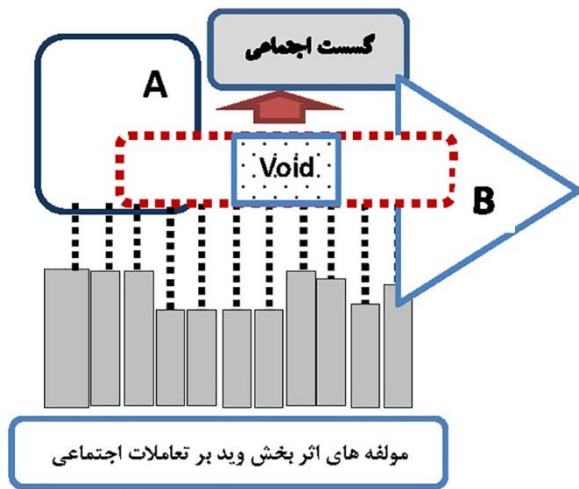 گسست اجتماعی
A
Void
B
مولفه های اثر بخش وید بر تعاملات اجتماعی